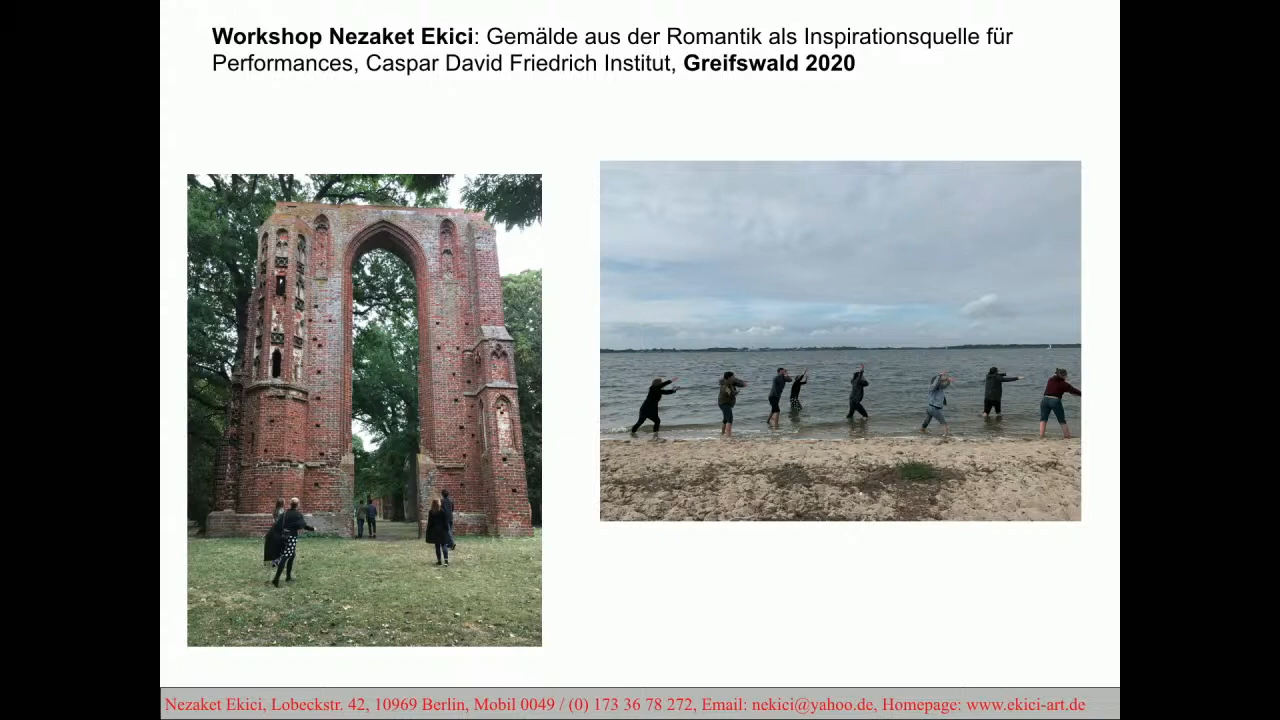 Workshop Nezaket Ekici: Gemälde aus der Romantik als Inspirationsquelle für
Performances, Caspar David Friedrich Institut, Greifswald 2020
Nezaket Ekici, Lobeckstr. 42, 10969 Berlin, Mobil 0049 / (0) 173 36 78 272, Email: nekici@yahoo.de, Homepage: www.ekici-art.de